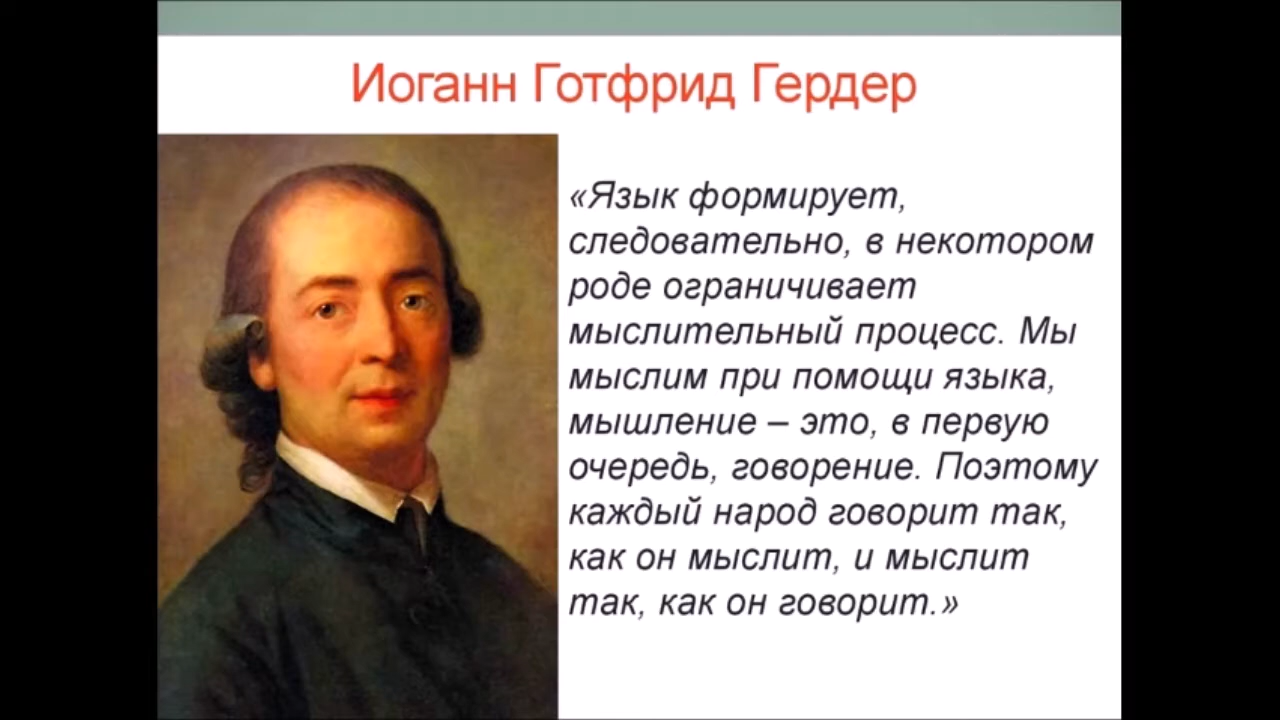 Иоганн Готфрид Гердер
«Язык формирует,
следовательно, в некотором
роде ограничивает
мыслительный процесс. Мы
мыслим при помощи языка,
мышление – это, в первую
очередь, говорение. Поэтому
каждый народ говорит так,
как он мыслит, и мыслит
так, как он говорит.»